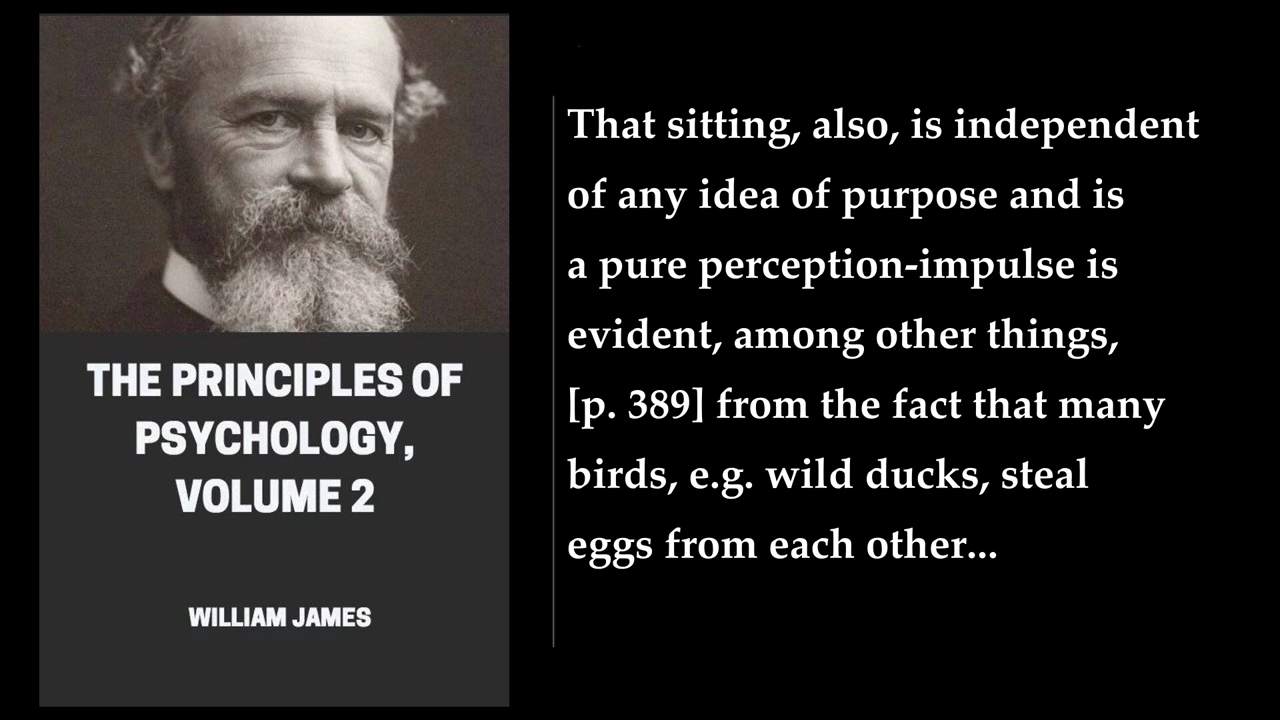 THE PRINCIPLES OF
PSYCHOLOGY,
VOLUME 2
WILLIAM JAMES
That sitting, also, is independent
of any idea of purpose and is
a pure perception-impulse is
evident, among other things,
[p. 389] from the fact that many
birds, e.g. wild ducks, steal
eggs from each other...